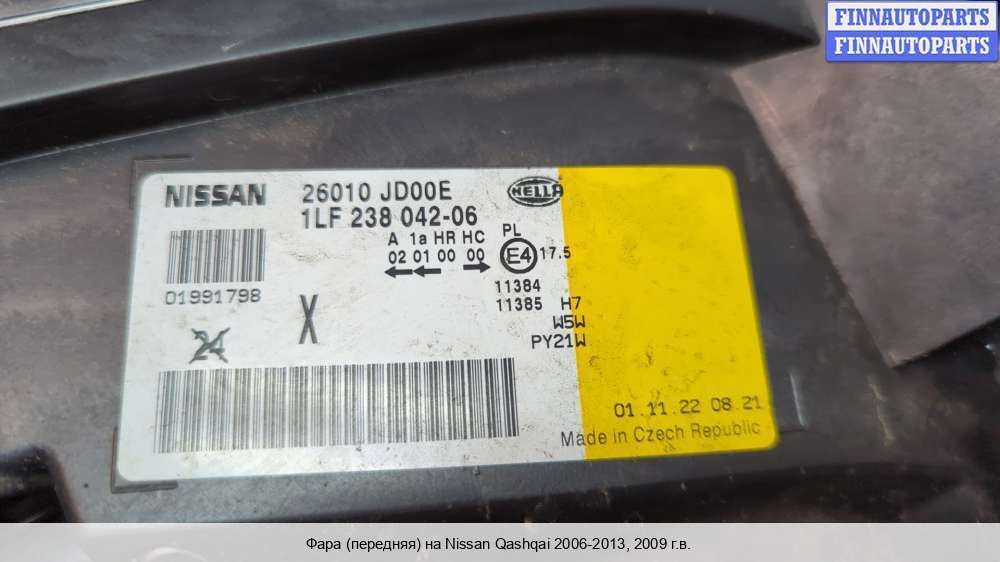 FINNAUTOPARTS
FINNAUTOPARTS
NISSAN 26010 JD00E HELLA
1LF 238 042-06
A 1a HR HC PL
02 01 00 00 E4 17.5
01991798
11384
11385 H7
W5W
PY21W
24 X
01.11.22 08.21
Made in Czech Republic
Фара (передняя) на Nissan Qashqai 2006-2013, 2009 г.в.